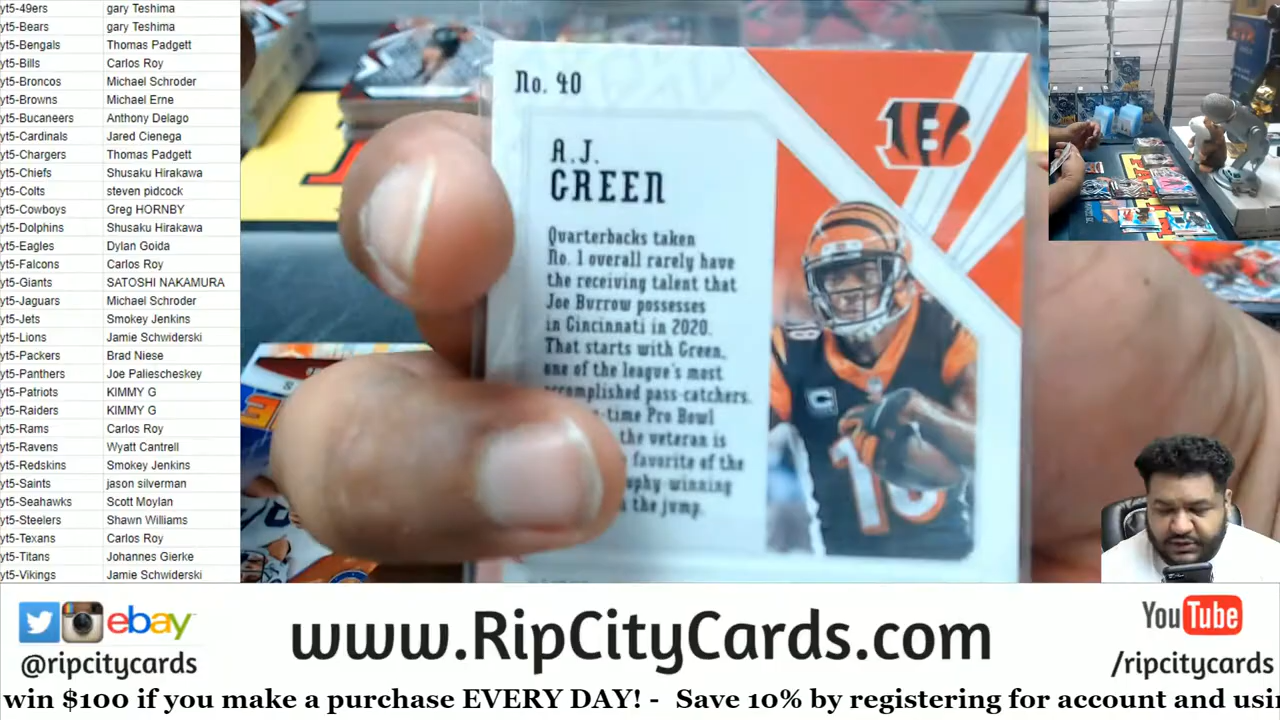 yt5-49ers gary Teshima
yt5-Bears gary Teshima
yt5-Bengals Thomas Padgett
yt5-Bills Carlos Roy
yt5-Broncos Michael Schroder
yt5-Browns Michael Erne
yt5-Bucaneers Anthony Delago
yt5-Cardinals Jared Cienega
yt5-Chargers Thomas Padgett
yt5-Chiefs Shusaku Hirakawa
yt5-Colts steven pidcock
yt5-Cowboys Greg HORNBY
yt5-Dolphins Shusaku Hirakawa
yt5-Eagles Dylan Goida
yt5-Falcons Carlos Roy
yt5-Giants SATOSHI NAKAMURA
yt5-Jaguars Michael Schroder
yt5-Jets Smokey Jenkins
yt5-Lions Jamie Schwiderski
yt5-Packers Brad Niese
yt5-Panthers Joe Paliescheskey
yt5-Patriots KIMMY G
yt5-Raiders KIMMY G
yt5-Rams Carlos Roy
yt5-Ravens Wyatt Cantrell
yt5-Redskins Smokey Jenkins
yt5-Saints jason silverman
yt5-Seahawks Scott Moylan
yt5-Steelers Shawn Williams
yt5-Texans Carlos Roy
yt5-Titans Johannes Gierke
yt5-Vikings Jamie Schwiderski
No. 40
A.J.
GREEN
Quarterbacks taken
No. 1 overall rarely have
the receiving talent that
Joe Burrow possesses
in Cincinnati in 2020.
That starts with Green,
one of the league's most
accomplished pass-catchers.
-time Pro Bowl
the veteran is
favorite of the
winning
the jump.
B
C
18
ebay
@ripcitycards
www.RipCityCards.com
YouTube
/ripcitycards
win $100 if you make a purchase EVERY DAY! - Save 10% by registering for account and usi